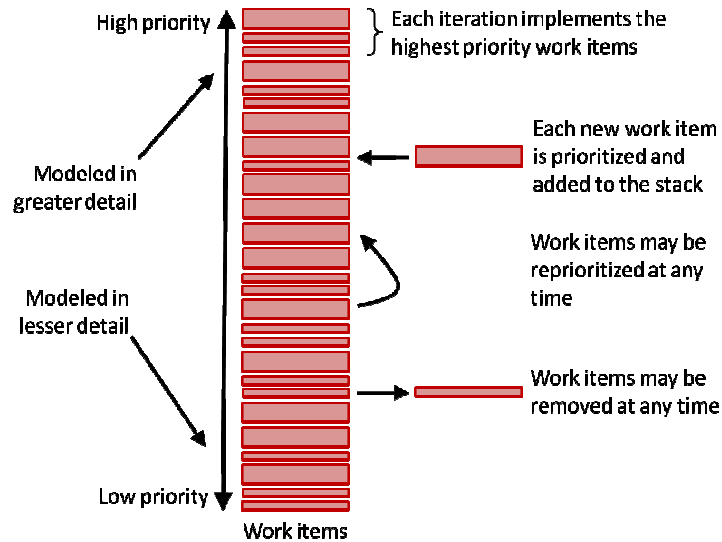 High priority
Each iteration implements the
highest priority work items
Each new work item
is prioritized and
added to the stack
Modeled in
greater detail
Work items may be
reprioritized at any
time
Modeled in
lesser detail
Work items may be
removed at any time
Low priority
Work items